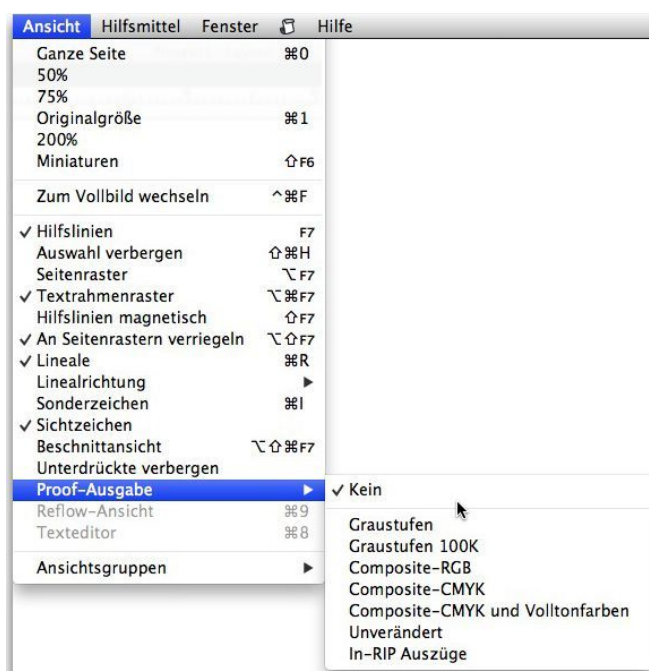 Ansicht Hilfsmittel Fenster Hilfe
Ganze Seite ⌘0
50%
75%
Originalgröße ⌘1
200%
Miniaturen ⇧F6
Zum Vollbild wechseln ^⌘F
✓ Hilfslinien F7
Auswahl verbergen ⇧⌘H
Seitenraster ⌥F7
✓ Textrahmenraster ⌥⌘F7
Hilfslinien magnetisch ⇧F7
✓ An Seitenrastern verriegeln ⌥⇧F7
✓ Lineale ⌘R
Linealrichtung ▶
Sonderzeichen ⌘I
✓ Sichtzeichen
Beschnittansicht ⌥⇧⌘F7
Unterdrückte verbergen
Proof-Ausgabe ▶
Reflow-Ansicht ⌘9
Texteditor ⌘8
Ansichtsgruppen ▶
✓ Kein
Graustufen
Graustufen 100K
Composite-RGB
Composite-CMYK
Composite-CMYK und Volltonfarben
Unverändert
In-RIP Auszüge